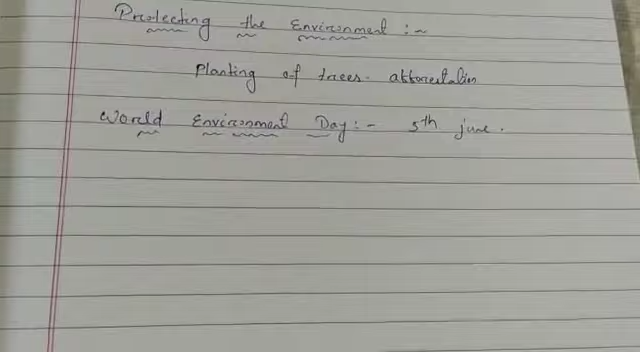 Protecting the Environment :~
Planting of trees. afforestation
World Environment Day :- 5th june.